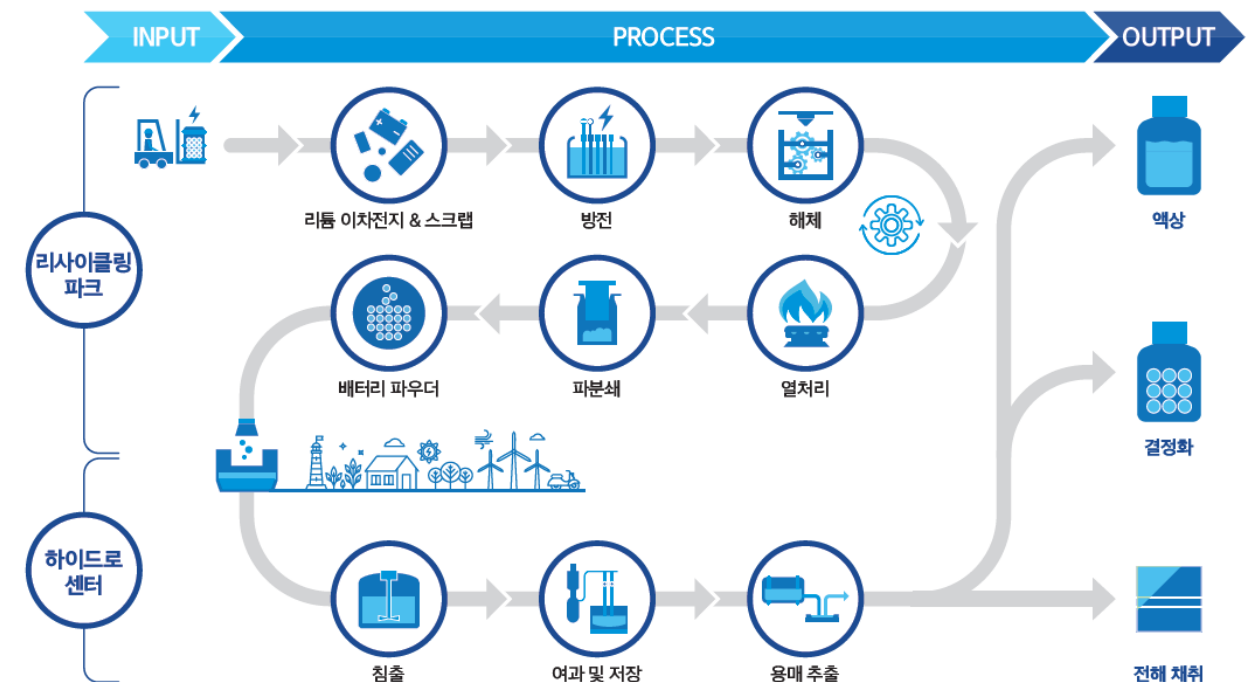 INPUT
PROCESS
OUTPUT
리튬 이차전지 & 스크랩
방전
해체
액상
리사이클링
파크
배터리 파우더
파분쇄
열처리
결정화
하이드로
센터
침출
여과 및 저장
용매 추출
전해 채취